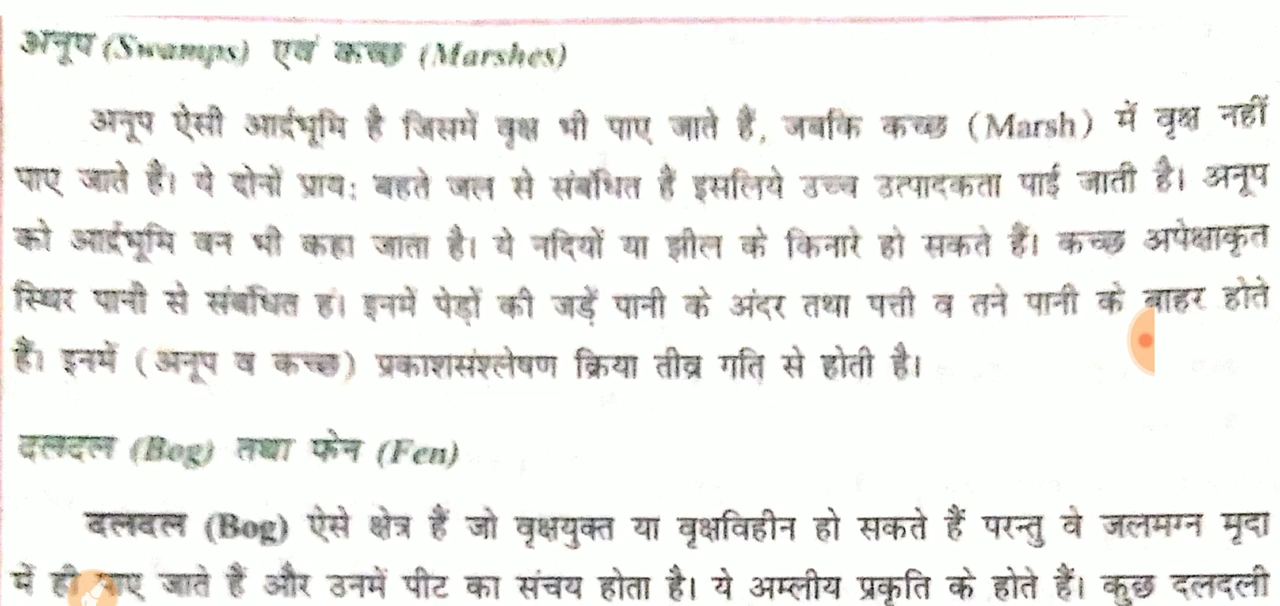 अनूप (Swamps) एवं कच्छ (Marshes)
अनूप ऐसी आर्द्रभूमि है जिसमें वृक्ष भी पाए जाते हैं, जबकि कच्छ (Marsh) में वृक्ष नहीं
पाए जाते हैं। ये दोनों प्राय: बहते जल से संबंधित हैं इसलिये उच्च उत्पादकता पाई जाती है। अनूप
को आर्द्रभूमि वन भी कहा जाता है। ये नदियों या झील के किनारे हो सकते हैं। कच्छ अपेक्षाकृत
स्थिर पानी से संबंधित हं। इनमें पेड़ों की जड़ें पानी के अंदर तथा पत्ती व तने पानी के बाहर होते
हैं। इनमें (अनूप व कच्छ) प्रकाशसंश्लेषण क्रिया तीव्र गति से होती है।
दलदल (Bog) तथा फेन (Fen)
दलदल (Bog) ऐसे क्षेत्र हैं जो वृक्षयुक्त या वृक्षविहीन हो सकते हैं परन्तु वे जलमग्न मृदा
में ही पाए जाते हैं और उनमें पीट का संचय होता है। ये अम्लीय प्रकृति के होते हैं। कुछ दलदली